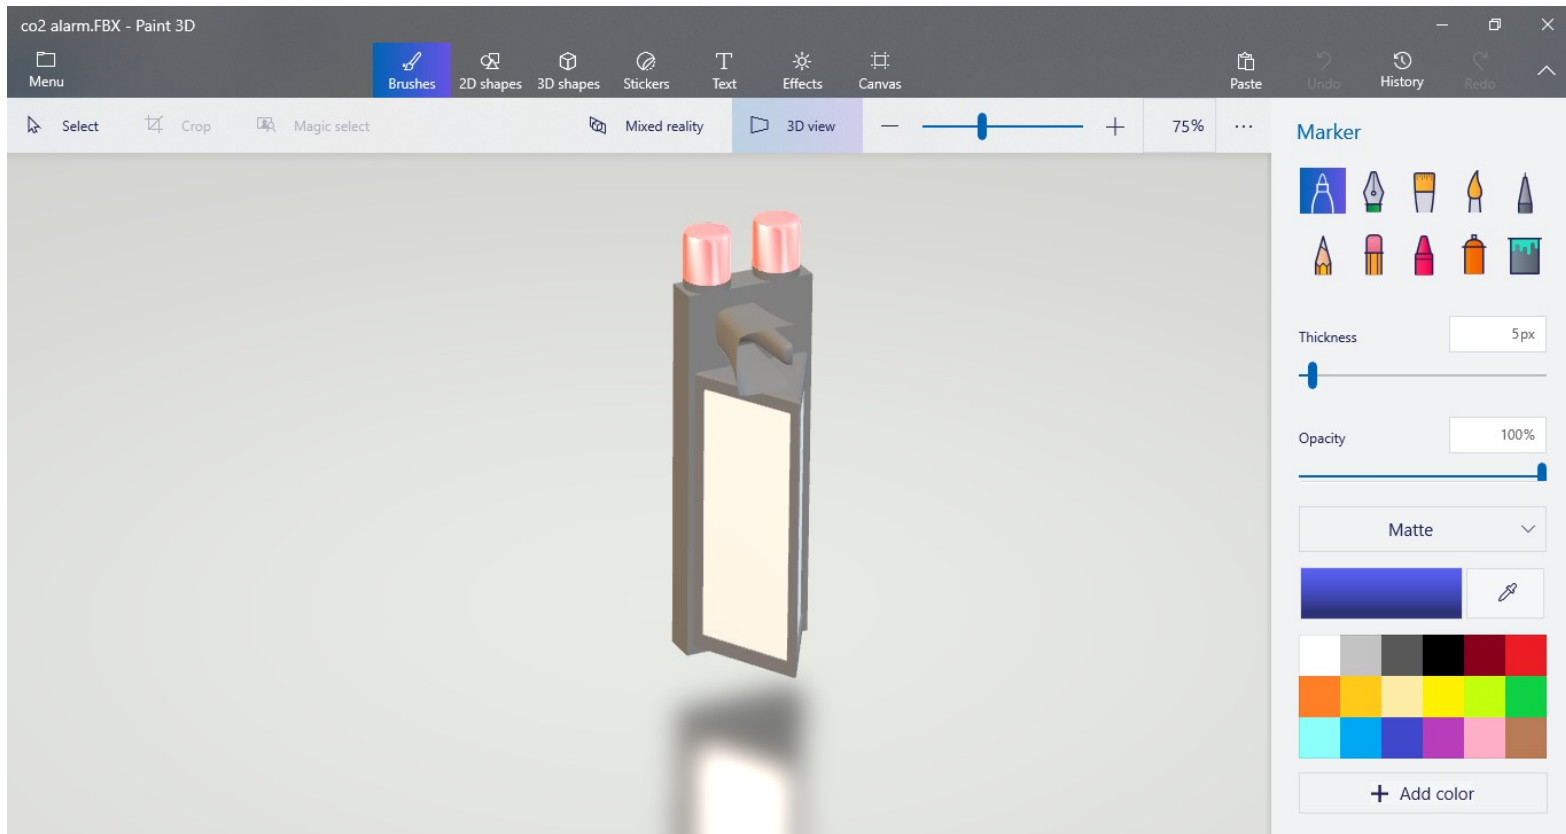 co2 alarm.FBX - Paint 3D
Menu
Brushes
2D shapes
3D shapes
Stickers
Text
Effects
Canvas
Paste
Undo
History
Redo
Select
Crop
Magic select
Mixed reality
3D view
75%
Marker
Thickness
5px
Opacity
100%
Matte
Add color